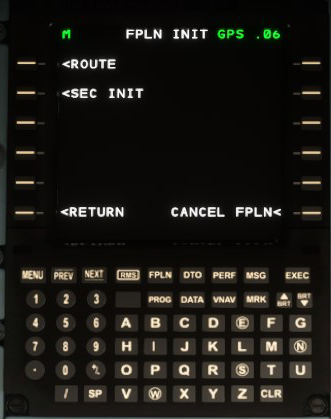 M FPLN INIT GPS .06
<ROUTE
<SEC INIT
<RETURN CANCEL FPLN<
MENU PREV NEXT RMS FPLN DTO PERF MSG EXEC
1 2 3 PROG DATA VNAV MRK BRT BRT
4 5 6 A B C D E F G
7 8 9 H I J K L M N
· 0 O P Q R S T U
/ SP V W X Y Z CLR